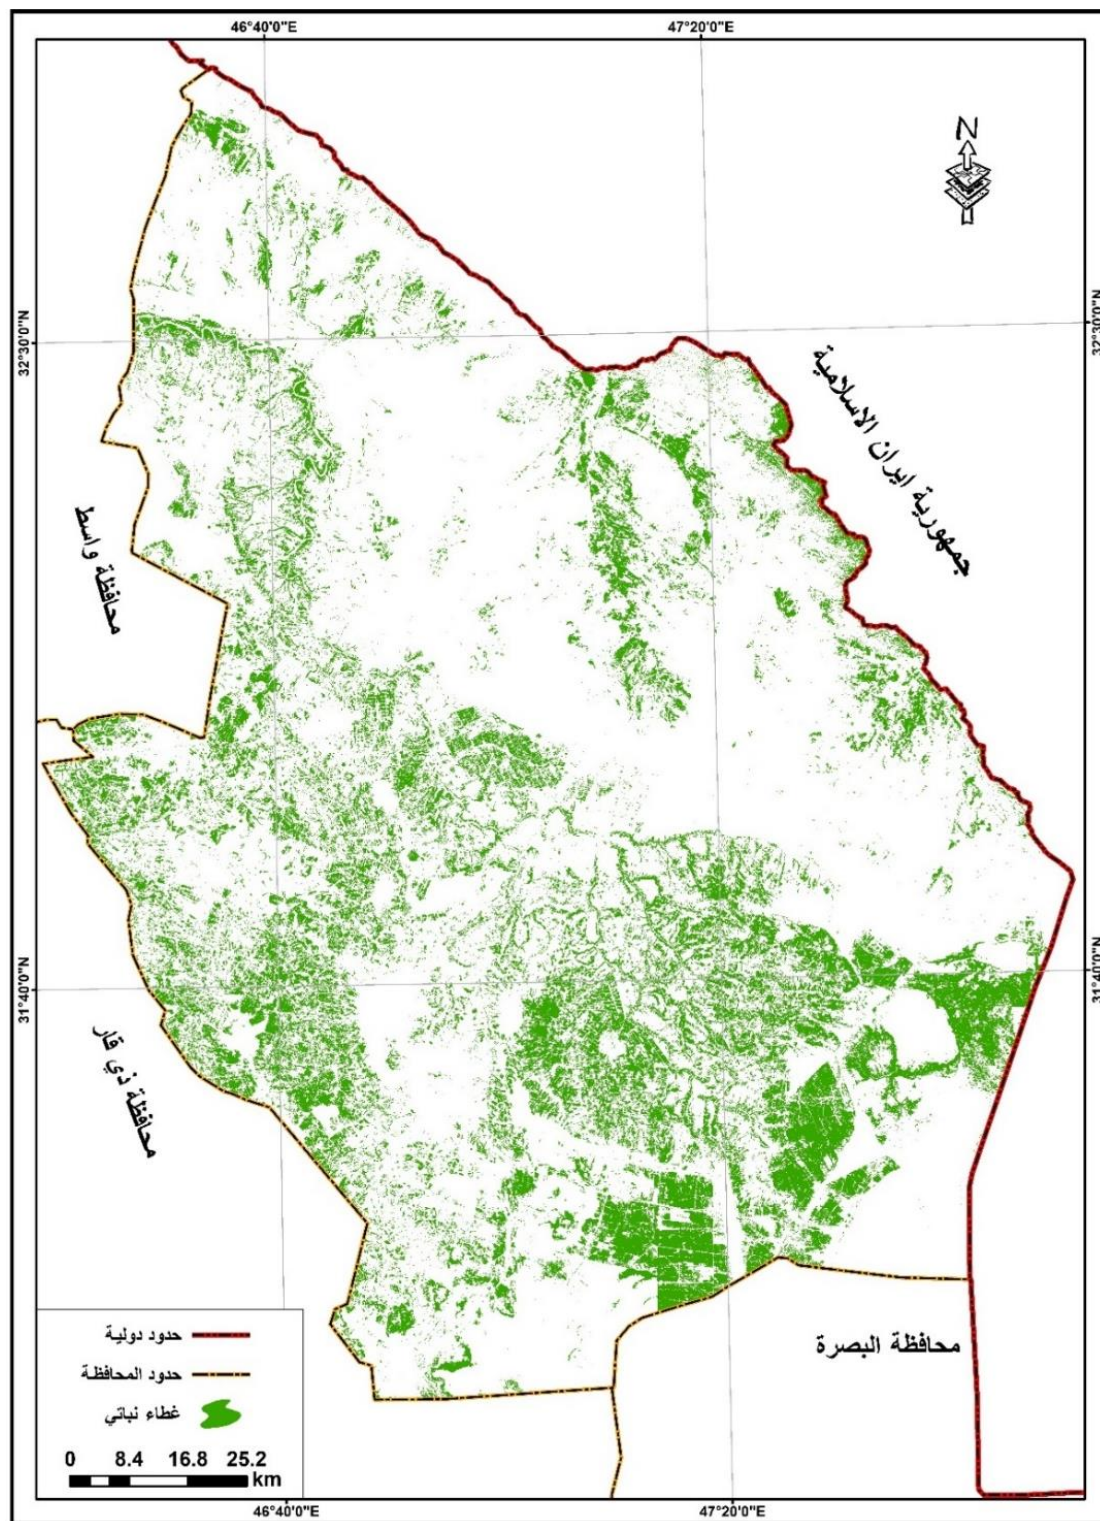 46°40'0"E
47°20'0"E
N
32°30'0"N
32°30'0"N
جمهورية ايران الاسلامية
محافظة واسط
31°40'0"N
31°40'0"N
محافظة ذي قار
محافظة البصرة
حدود دولية
حدود المحافظة
غطاء نباتي
0 8.4 16.8 25.2
km
46°40'0"E
47°20'0"E